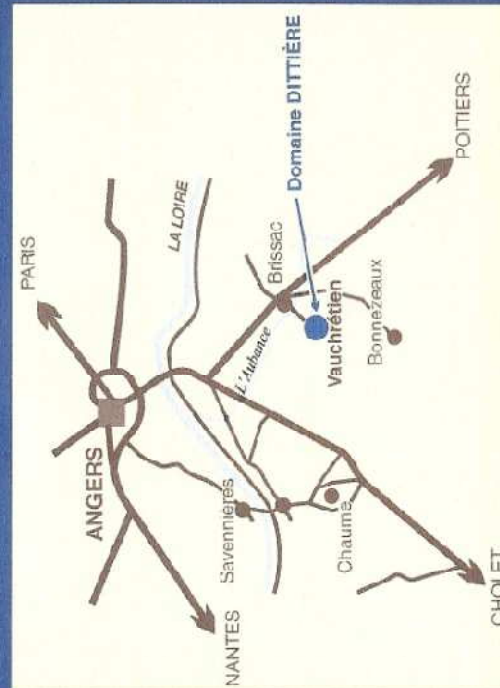 PARIS
ANGERS
LA LOIRE
NANTES
Savennières
L'Aubance
Brissac
Domaine DITTIÈRE
Vauchrétien
Chaume
Bonnezeaux
CHOLET
POITIERS